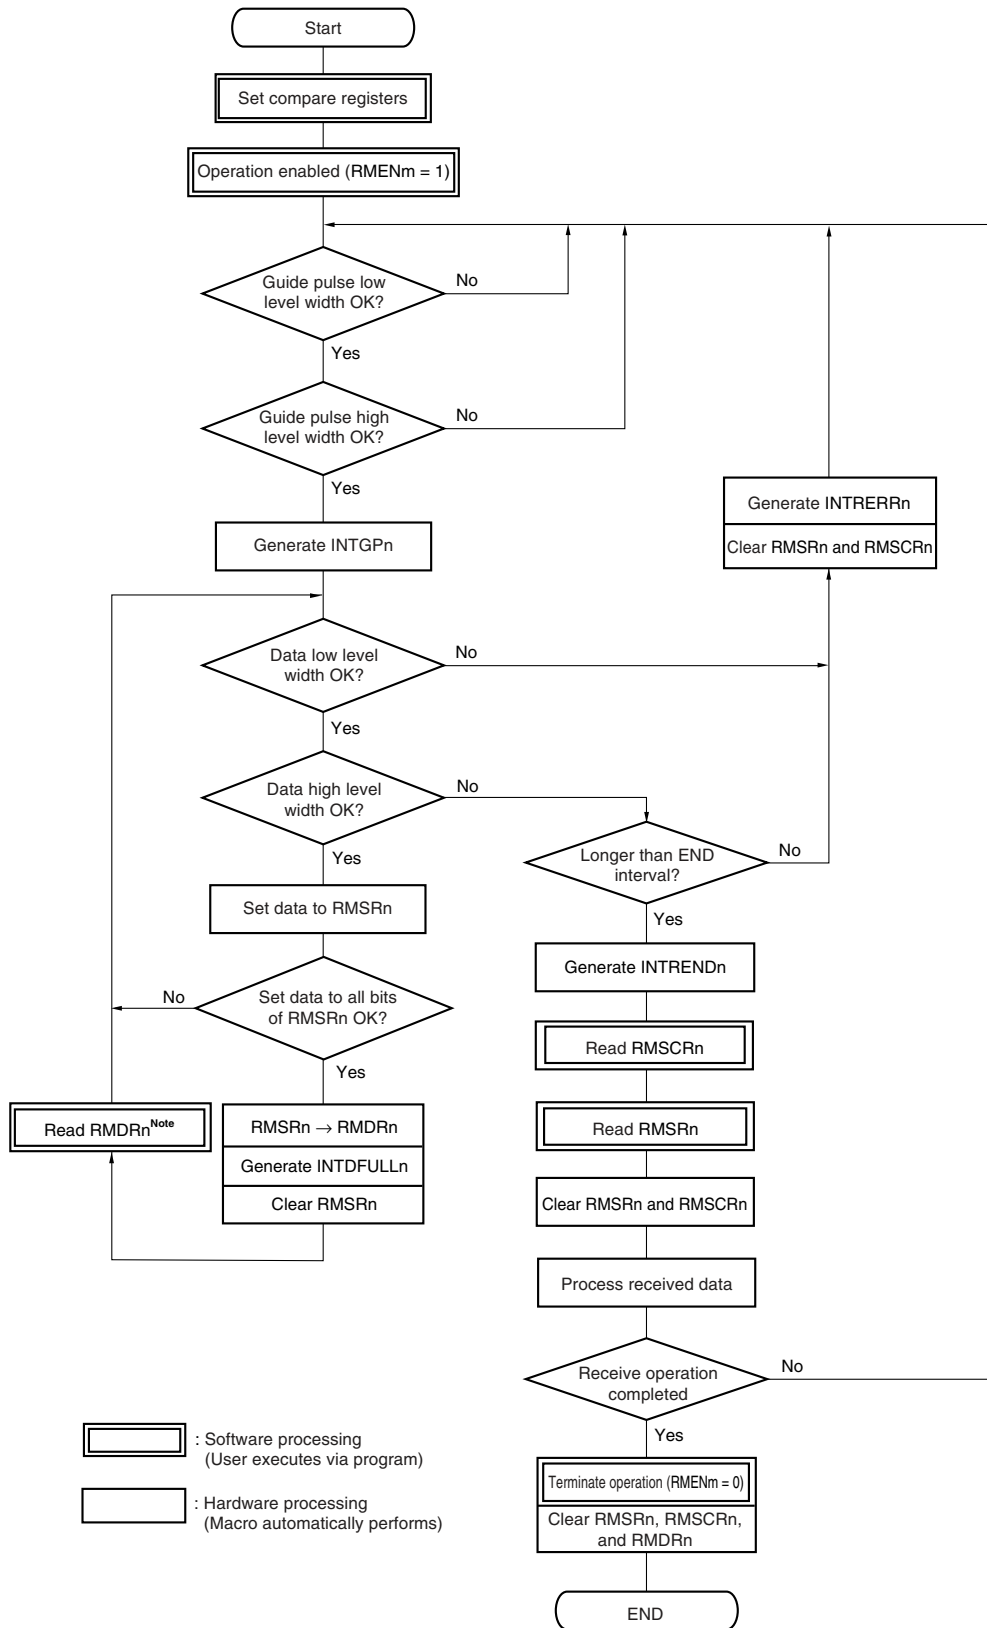 Start
Set compare registers
Operation enabled (RMENm = 1)
Guide pulse low
level width OK?
No
Yes
Guide pulse high
level width OK?
No
Yes
Generate INTGPn
Generate INTRERRn
Clear RMSRn and RMSCRn
Data low level
width OK?
No
Yes
Data high level
width OK?
No
Yes
Longer than END
interval?
No
Yes
Set data to RMSRn
Generate INTRENDn
Set data to all bits
of RMSRn OK?
No
Yes
Read RMSCRn
Read RMDRn Note
RMSRn → RMDRn
Generate INTDFULLn
Clear RMSRn
Read RMSRn
Clear RMSRn and RMSCRn
Process received data
Receive operation
completed
No
Yes
Terminate operation (RMENm = 0)
Clear RMSRn, RMSCRn,
and RMDRn
END
: Software processing
(User executes via program)
: Hardware processing
(Macro automatically performs)